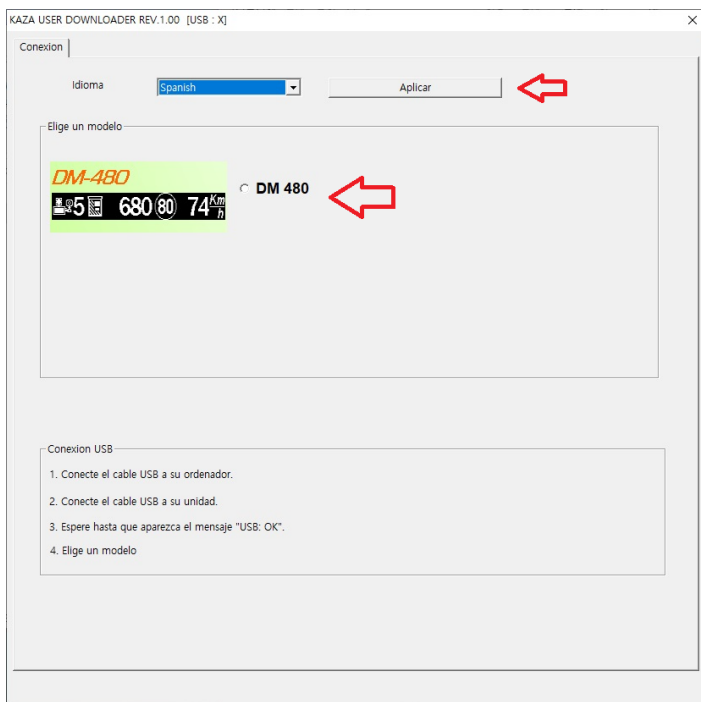 KAZA USER DOWNLOADER REV.1.00 [USB : X]
Conexion
Idioma
Spanish
Aplicar
Elige un modelo
DM-480
5 680 80 74 Km/h
DM 480
Conexion USB
1. Conecte el cable USB a su ordenador.
2. Conecte el cable USB a su unidad.
3. Espere hasta que aparezca el mensaje "USB: OK".
4. Elige un modelo